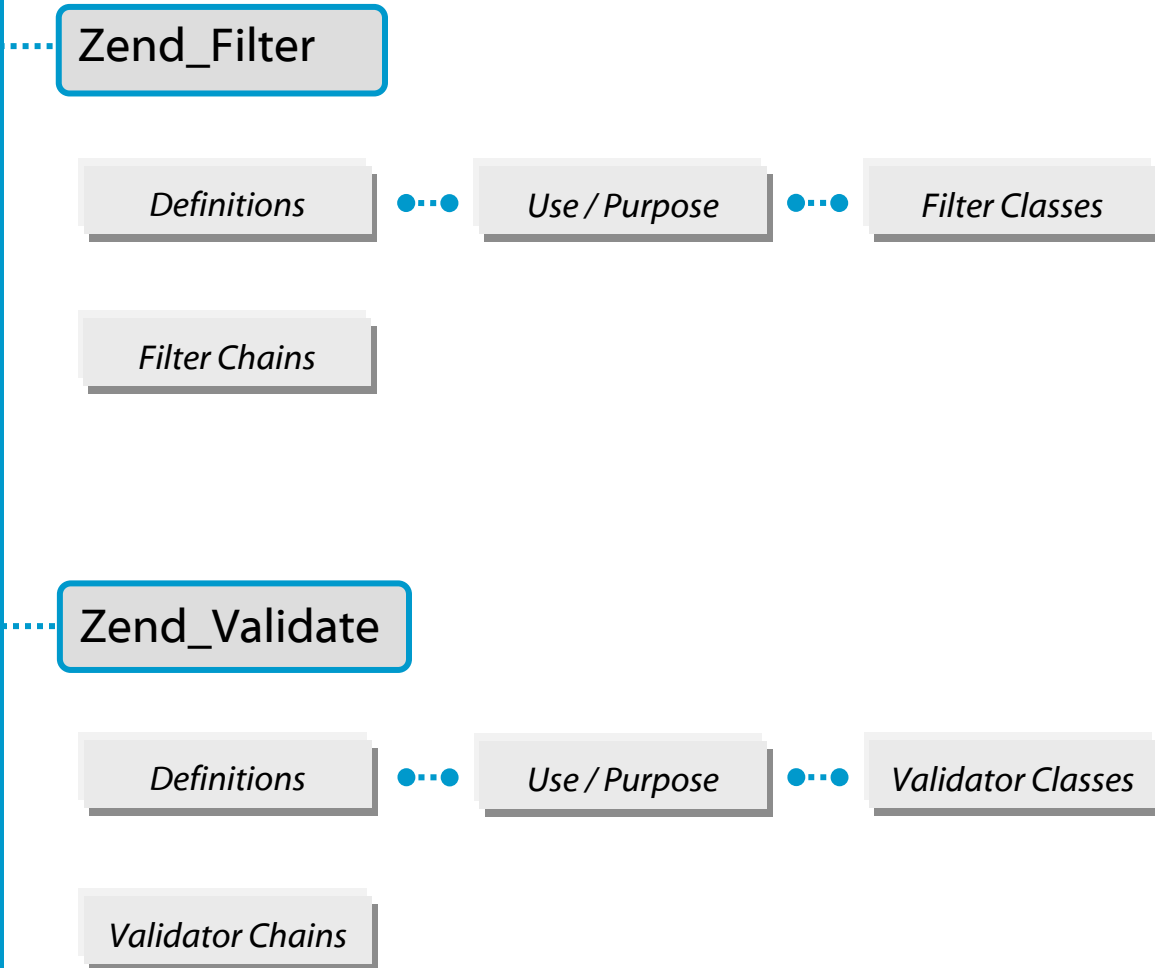 Zend_Filter
Definitions
Use / Purpose
Filter Classes
Filter Chains
Zend_Validate
Definitions
Use / Purpose
Validator Classes
Validator Chains